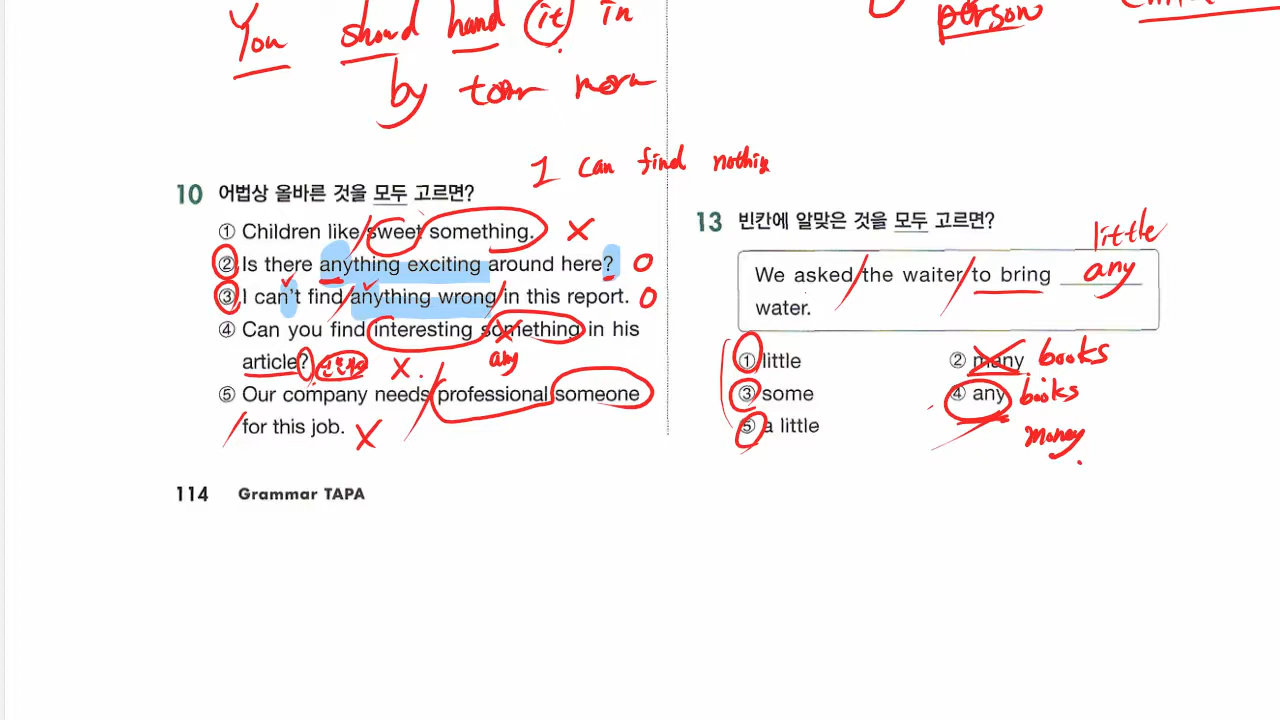 You should hand it in
by
person
I can find
10 어법상 올바른 것을 모두 고르면?
① Children like sweet something. X
② Is there anything exciting around here? O
③ I can't find anything wrong in this report. O
④ Can you find interesting something in his
article? X.
any
⑤ Our company needs professional someone
for this job. X
114 Grammar TAPA
13 빈칸에 알맞은 것을 모두 고르면?
little
We asked the waiter to bring any
water.
① little
② many books
③ some
④ any books
⑤ a little
money.